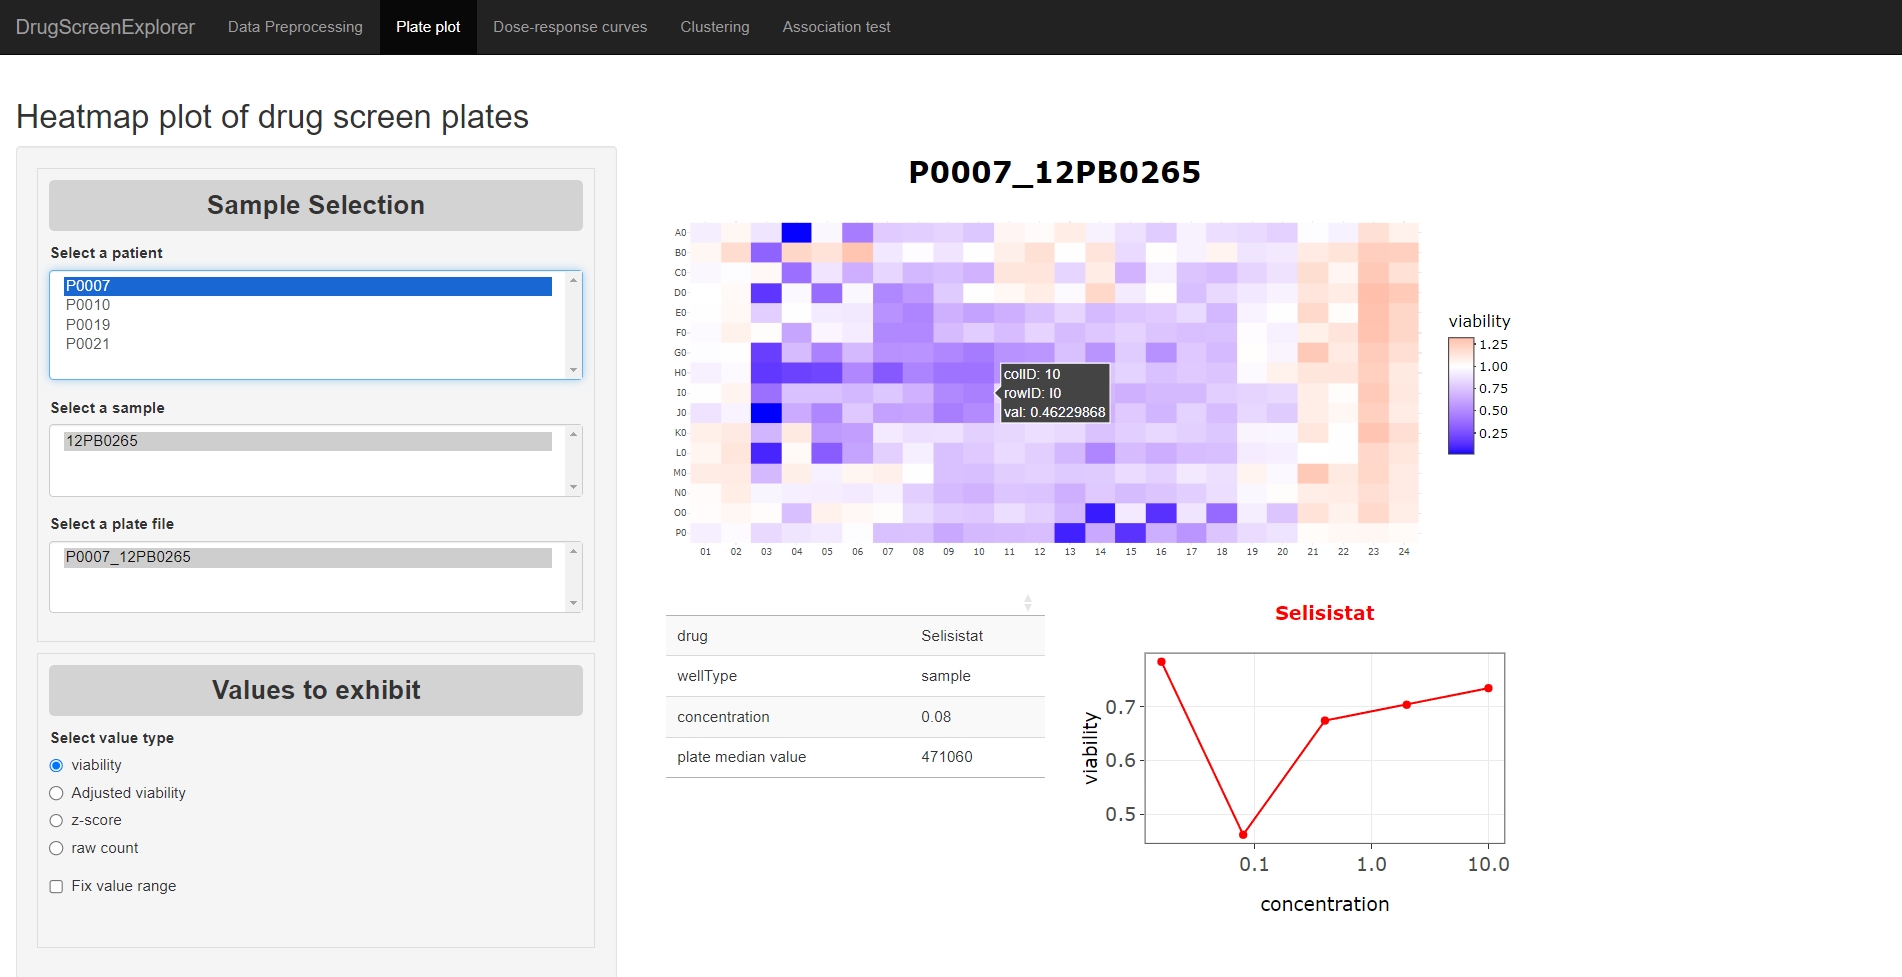 DrugScreenExplorer Data Preprocessing Plate plot Dose-response curves Clustering Association test
Heatmap plot of drug screen plates
Sample Selection
Select a patient
P0007
P0010
P0019
P0021
Select a sample
12PB0265
Select a plate file
P0007_12PB0265
Values to exhibit
Select value type
viability
Adjusted viability
z-score
raw count
Fix value range
P0007_12PB0265
A0
B0
C0
D0
E0
F0
G0
H0
I0
J0
K0
L0
M0
N0
O0
P0
01 02 03 04 05 06 07 08 09 10 11 12 13 14 15 16 17 18 19 20 21 22 23 24
colID: 10
rowID: I0
val: 0.46229868
viability
1.25
1.00
0.75
0.50
0.25
drug Selisistat
wellType sample
concentration 0.08
plate median value 471060
Selisistat
viability
0.7
0.6
0.5
0.1 1.0 10.0
concentration